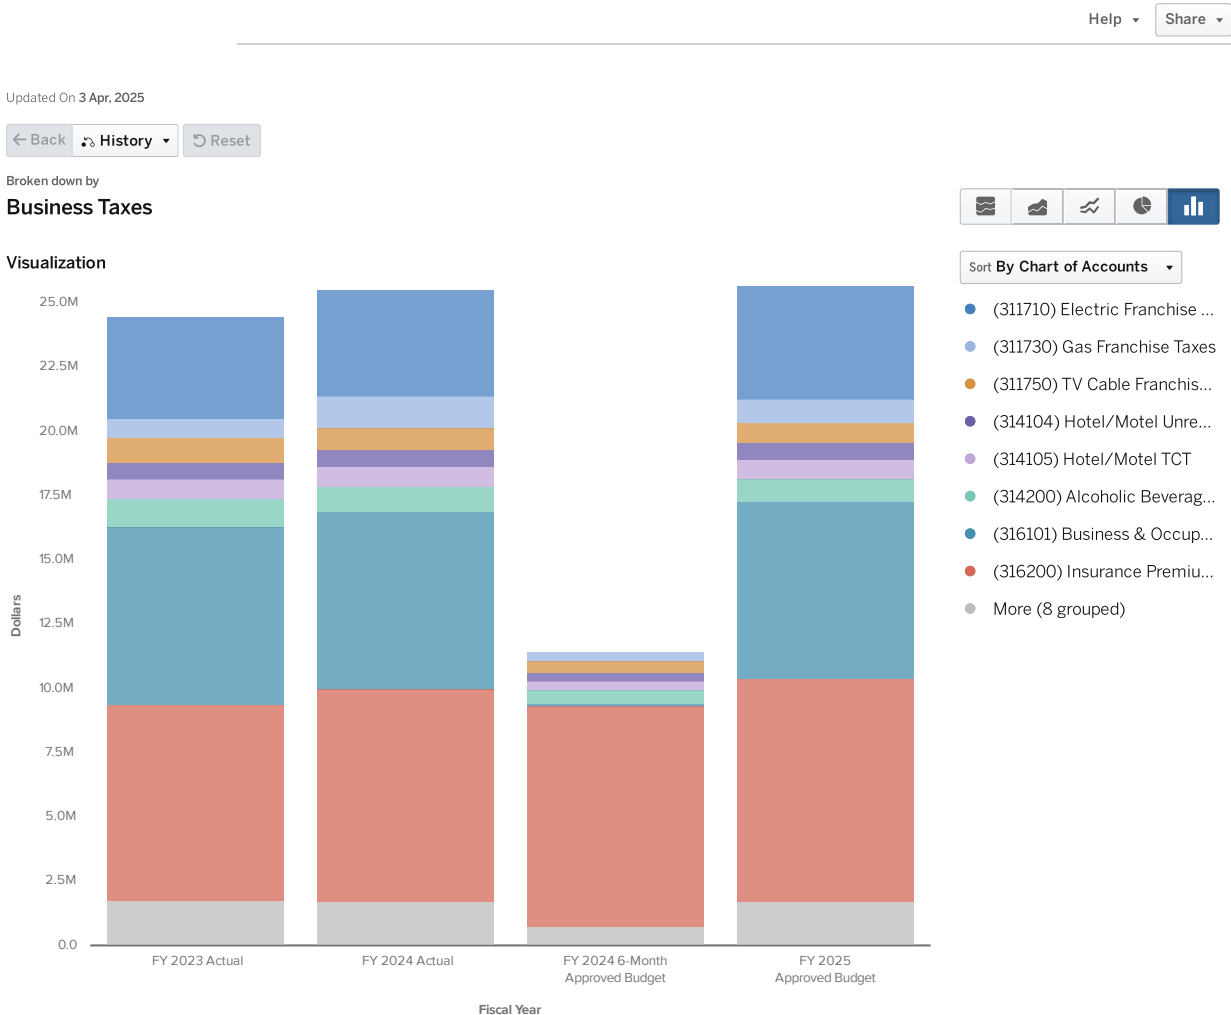 Help
Share
Updated On 3 Apr, 2025
Back
History
Reset
Broken down by
Business Taxes
Visualization
Sort By Chart of Accounts
25.0M
22.5M
20.0M
17.5M
15.0M
12.5M
10.0M
7.5M
5.0M
2.5M
0.0
Dollars
FY 2023 Actual
FY 2024 Actual
FY 2024 6-Month
Approved Budget
FY 2025
Approved Budget
Fiscal Year
(311710) Electric Franchise ...
(311730) Gas Franchise Taxes
(311750) TV Cable Franchis...
(314104) Hotel/Motel Unre...
(314105) Hotel/Motel TCT
(314200) Alcoholic Beverag...
(316101) Business & Occup...
(316200) Insurance Premiu...
More (8 grouped)